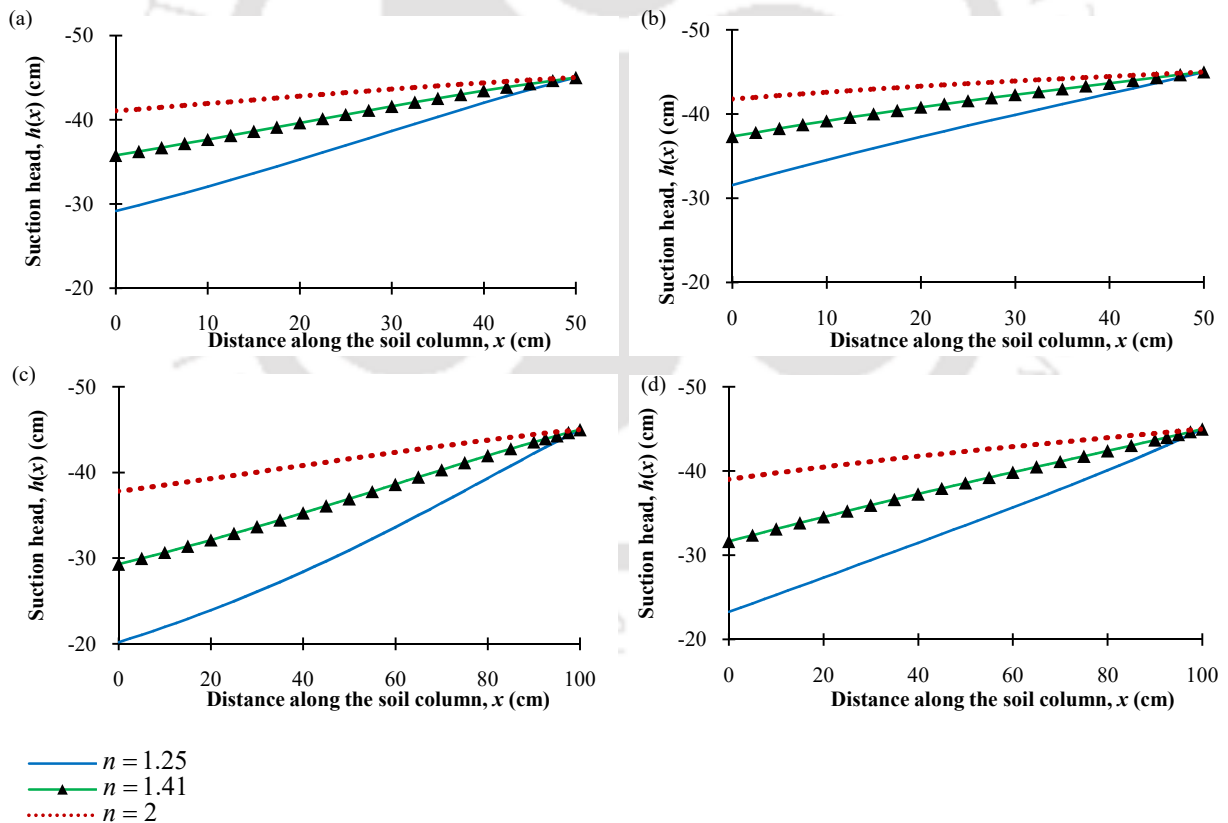 (a)
-50
-40
-30
-20
Suction head, h(x) (cm)
0 10 20 30 40 50
Distance along the soil column, x (cm)
(b)
-50
-40
-30
-20
Suction head, h(x) (cm)
0 10 20 30 40 50
Disatnce along the soil column, x (cm)
(c)
-50
-40
-30
-20
Suction head, h(x) (cm)
0 20 40 60 80 100
Distance along the soil column, x (cm)
(d)
-50
-40
-30
-20
Suction head, h(x) (cm)
0 20 40 60 80 100
Distance along the soil column, x (cm)
n = 1.25
n = 1.41
n = 2